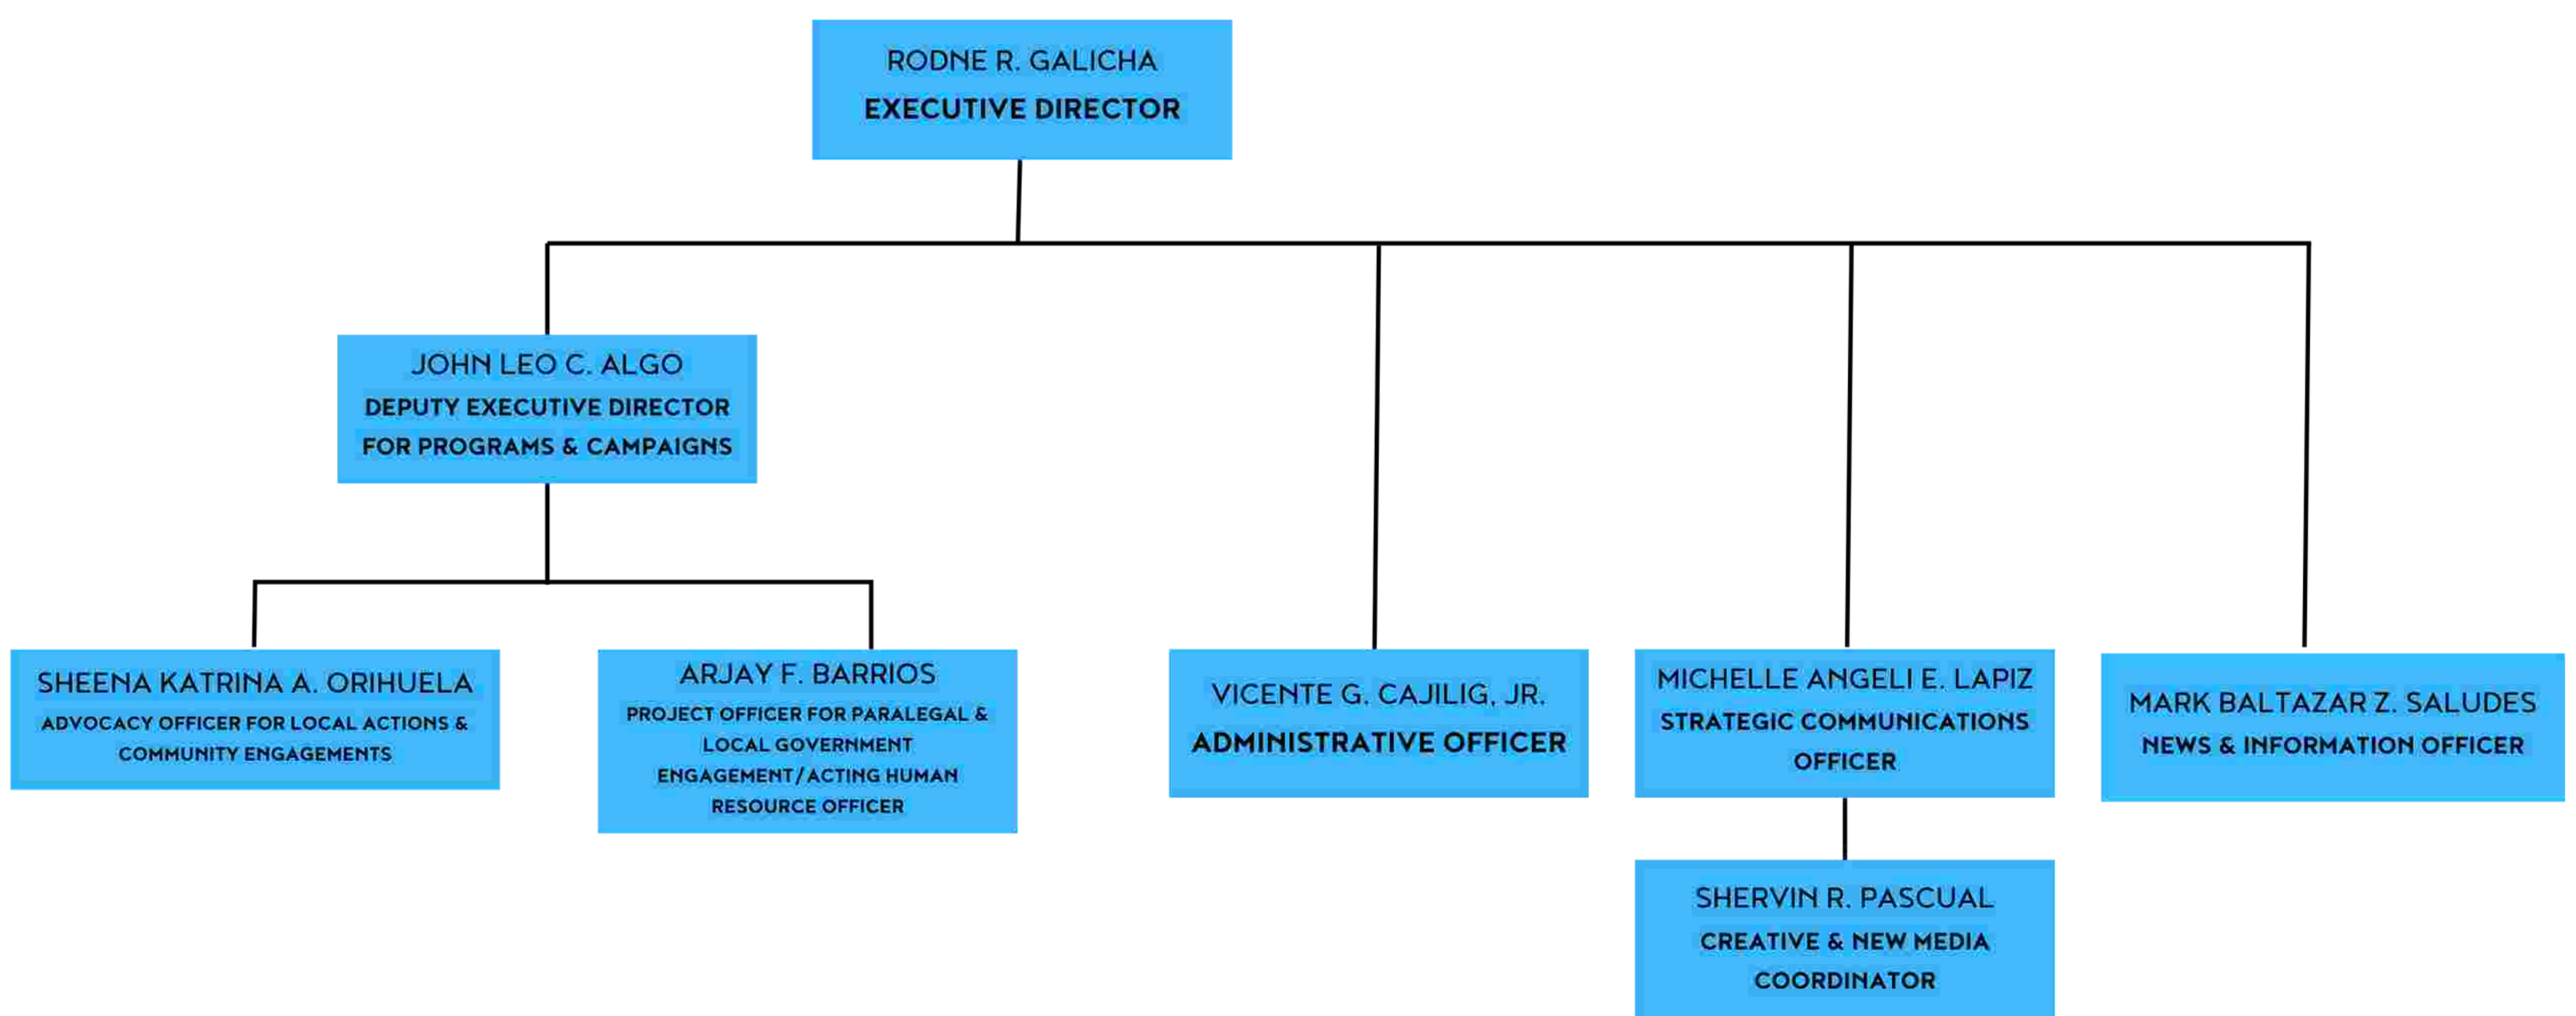 RODNE R. GALICHA
EXECUTIVE DIRECTOR
JOHN LEO C. ALGO
DEPUTY EXECUTIVE DIRECTOR
FOR PROGRAMS & CAMPAIGNS
SHEENA KATRINA A. ORIHUELA
ADVOCACY OFFICER FOR LOCAL ACTIONS &
COMMUNITY ENGAGEMENTS
ARJAY F. BARRIOS
PROJECT OFFICER FOR PARALEGAL &
LOCAL GOVERNMENT
ENGAGEMENT/ACTING HUMAN
RESOURCE OFFICER
VICENTE G. CAJILIG, JR.
ADMINISTRATIVE OFFICER
MICHELLE ANGELI E. LAPIZ
STRATEGIC COMMUNICATIONS
OFFICER
MARK BALTAZAR Z. SALUDES
NEWS & INFORMATION OFFICER
SHERVIN R. PASCUAL
CREATIVE & NEW MEDIA
COORDINATOR